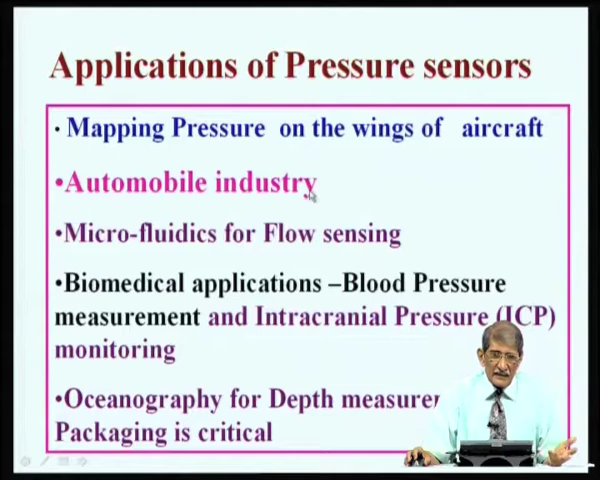 Applications of Pressure sensors
• Mapping Pressure on the wings of aircraft
•Automobile industry
•Micro-fluidics for Flow sensing
•Biomedical applications –Blood Pressure
measurement and Intracranial Pressure (ICP)
monitoring
•Oceanography for Depth
Packaging is critical